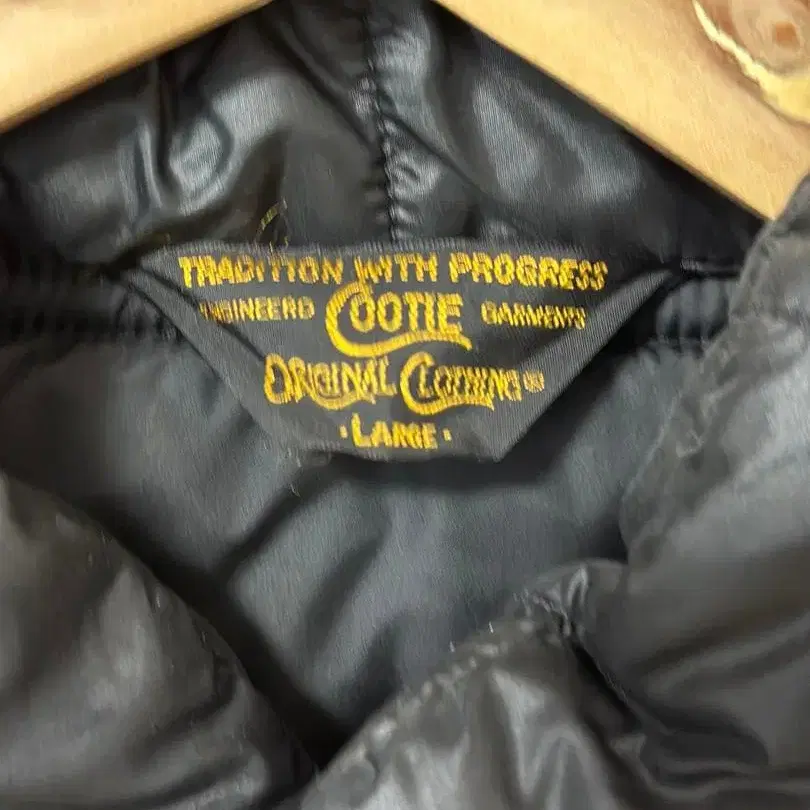 TRADITION WITH PROGRESS
ENGINEERD COOTIE GARMENTS
ORIGINAL CLOTHING
· LARGE ·